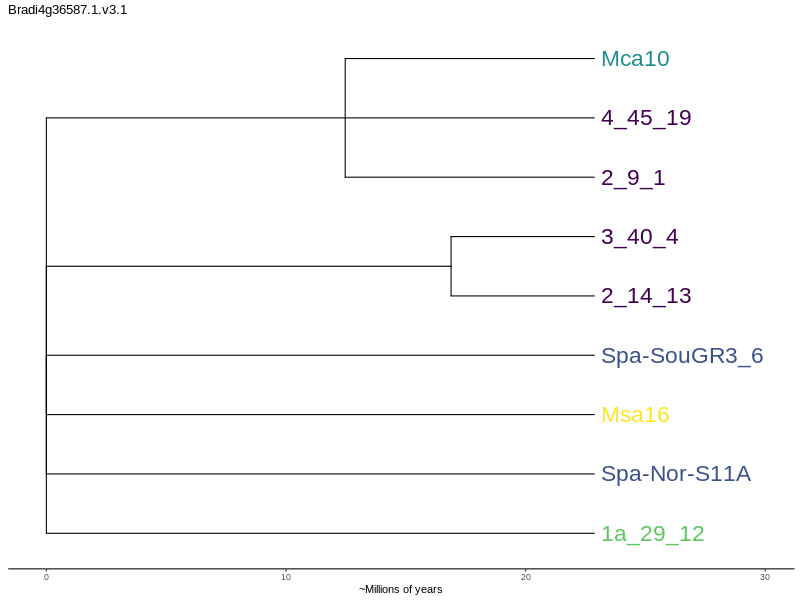 Bradi4g36587.1.v3.1
Mca10
4_45_19
2_9_1
3_40_4
2_14_13
Spa-SouGR3_6
Msa16
Spa-Nor-S11A
1a_29_12
0 10 20 30
~Millions of years